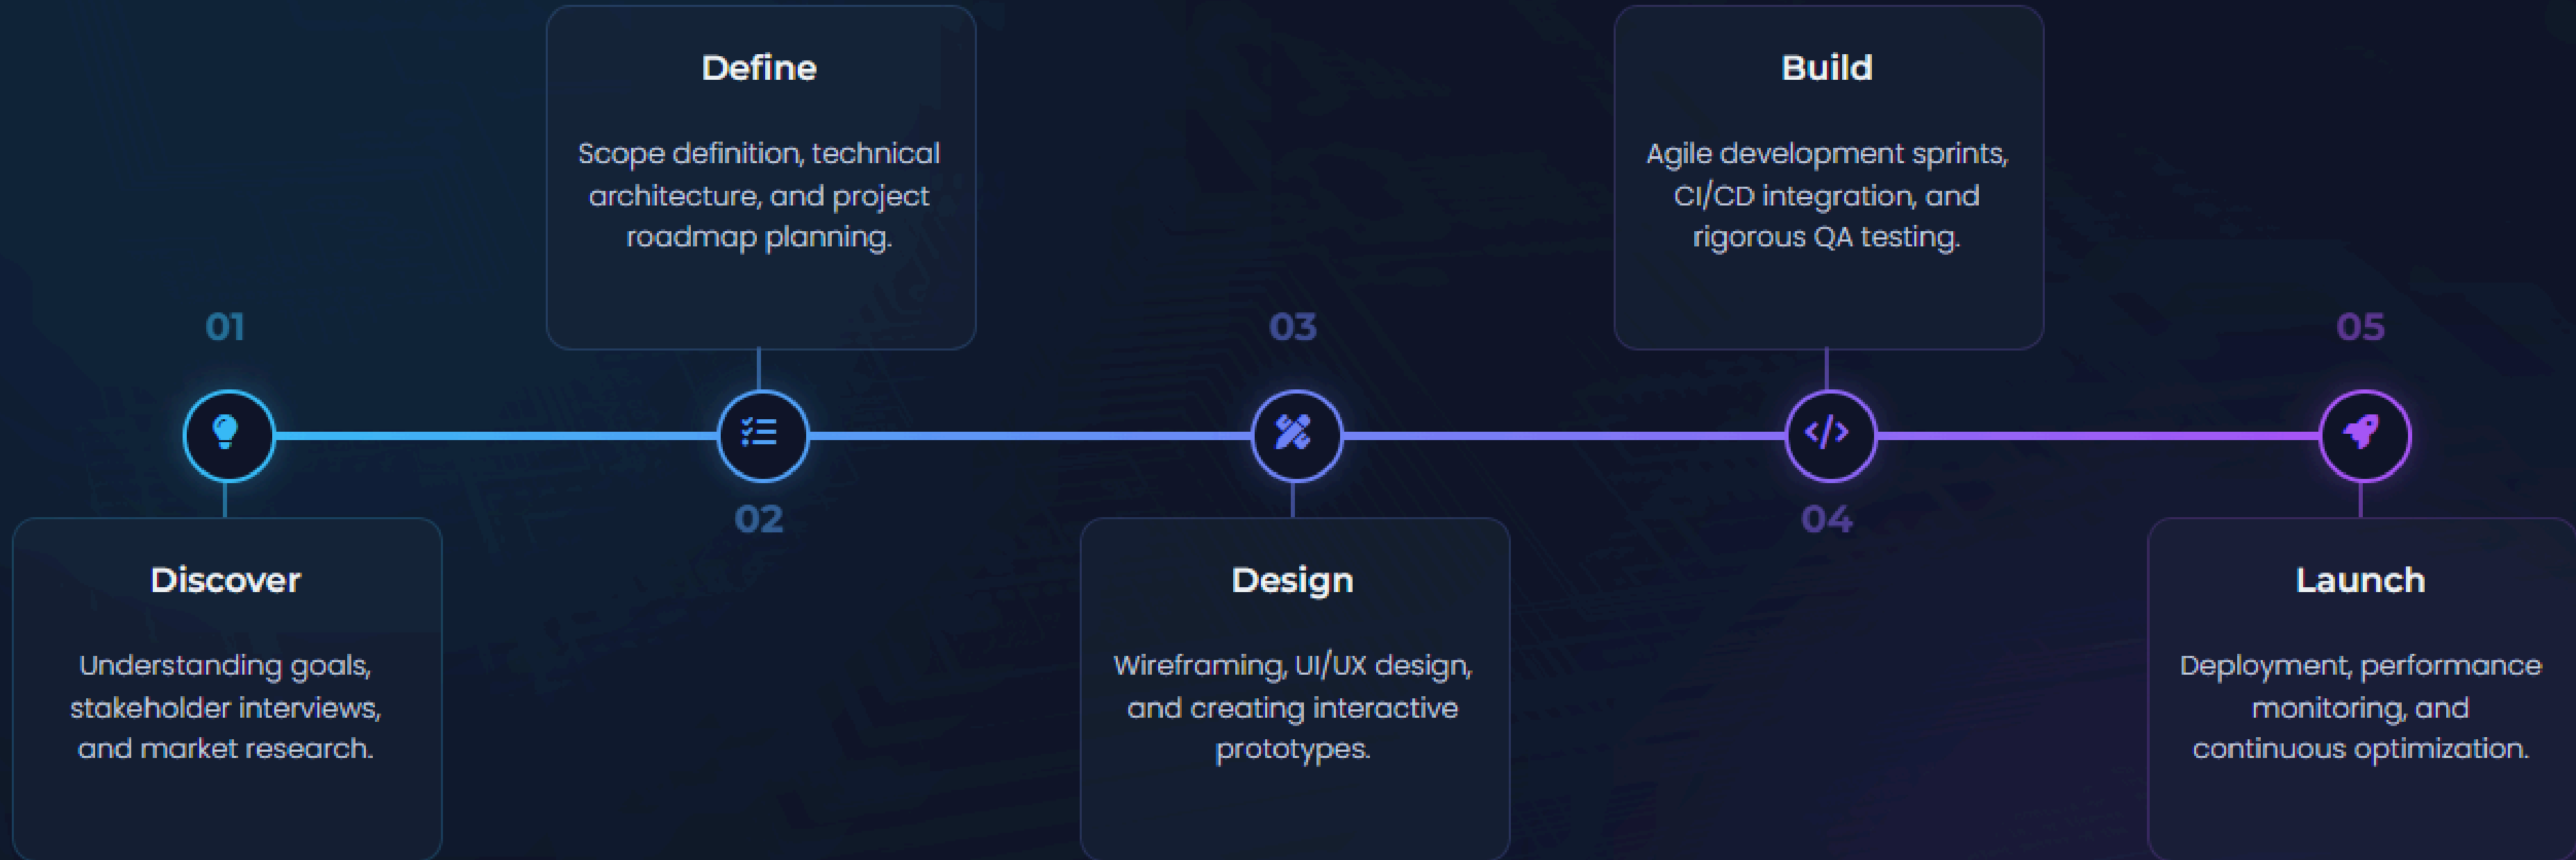 01
Discover
Understanding goals,
stakeholder interviews,
and market research.
Define
Scope definition, technical
architecture, and project
roadmap planning.
02
03
Design
Wireframing, UI/UX design,
and creating interactive
prototypes.
Build
Agile development sprints,
CI/CD integration, and
rigorous QA testing.
04
05
Launch
Deployment, performance
monitoring, and
continuous optimization.